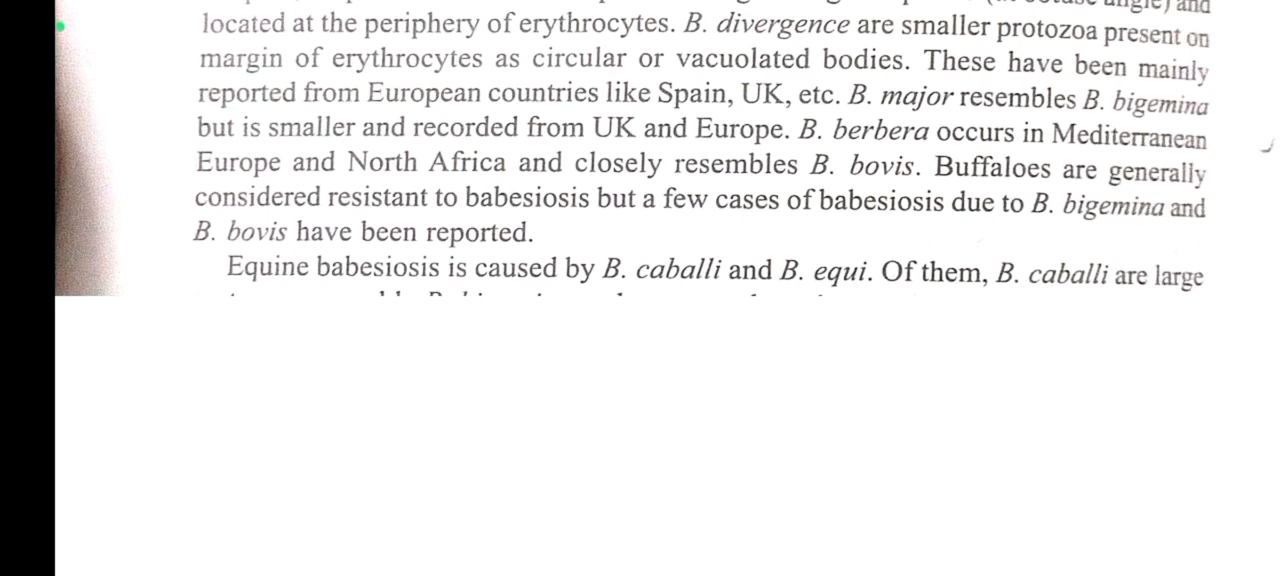 and
located at the periphery of erythrocytes. B. divergence are smaller protozoa present on
margin of erythrocytes as circular or vacuolated bodies. These have been mainly
reported from European countries like Spain, UK, etc. B. major resembles B. bigemina
but is smaller and recorded from UK and Europe. B. berbera occurs in Mediterranean
Europe and North Africa and closely resembles B. bovis. Buffaloes are generally
considered resistant to babesiosis but a few cases of babesiosis due to B. bigemina and
B. bovis have been reported.
Equine babesiosis is caused by B. caballi and B. equi. Of them, B. caballi are large